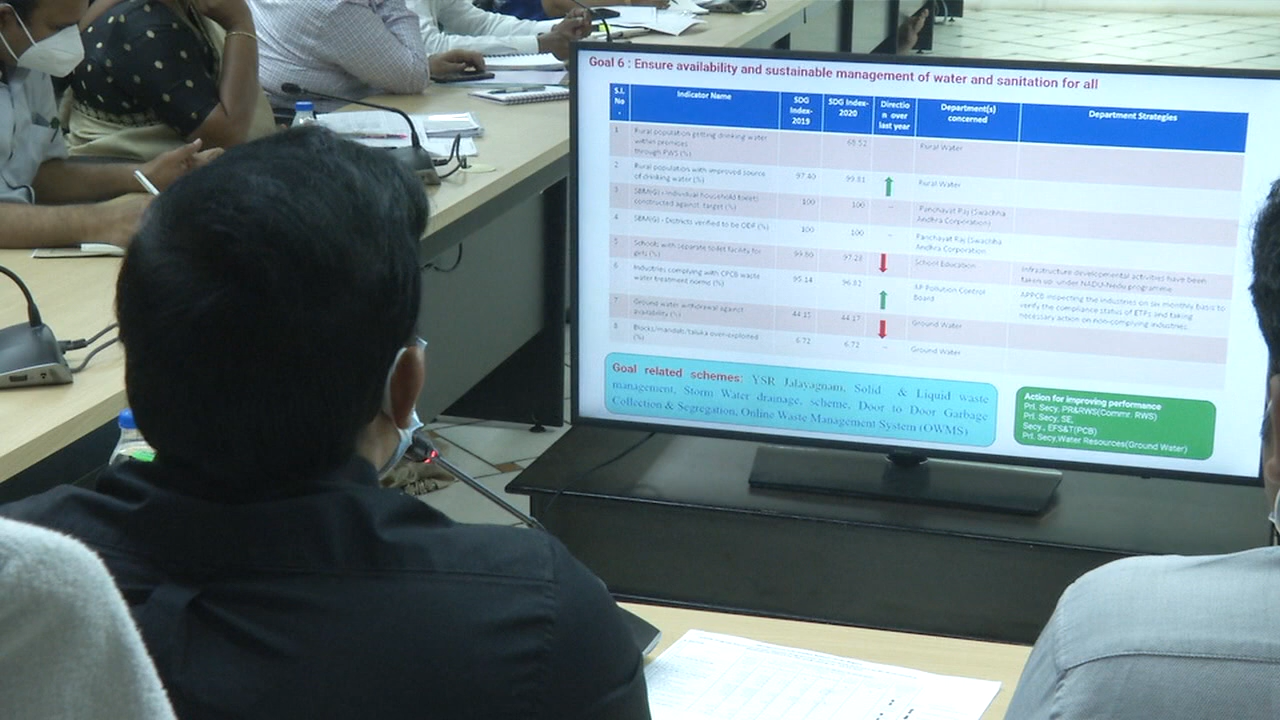 Goal 6 : Ensure availability and sustainable management of water and sanitation for all
S.L No . Indicator Name SDG Index- 2019 SDG Index- 2020 Directio n over last year Department(s) concerned Department Strategies
1 Rural population getting drinking water within premises through PWS (%) 68.52 Rural Water
2 Rural population with improved source of drinking water (%) 97.40 99.81 Rural Water
3 SBM(G) - Individual household toilets constructed against target (%) 100 100 - Panchayat Raj (Swachha Andhra Corporation)
4 SBM(G) - Districts verified to be ODF (%) 100 100 - Panchayat Raj (Swachha Andhra Corporation
5 Schools with separate toilet facility for girls (%) 97.28 School Education Infrastructure developmental activities have been taken up under NADU-Nedu programme.
6 Industries complying with CPCB waste water treatment norms (%) 95.14 96.81 AP Pollution Control Board APPCB inspecting the industries on six monthly basis to verify the compliance status of ETPs and taking necessary action on non-complying industries.
7 Ground water withdrawal against availability (%) 44.15 44.17 Ground Water
8 Blocks/mandals/taluka over-exploited (%) 6.72 6.72 - Ground Water
Goal related schemes: YSR Jalayagnam, Solid & Liquid waste
management, Storm Water drainage, scheme, Door to Door Garbage
Collection & Segregation, Online Waste Management System (OWMS)
Action for improving performance
Prl. Secy. PR&RWS(Commr. RWS)
Prl. Secy. SE,
Secy., EFS&T(PCB)
Prl. Secy,Water Resources(Ground Water)